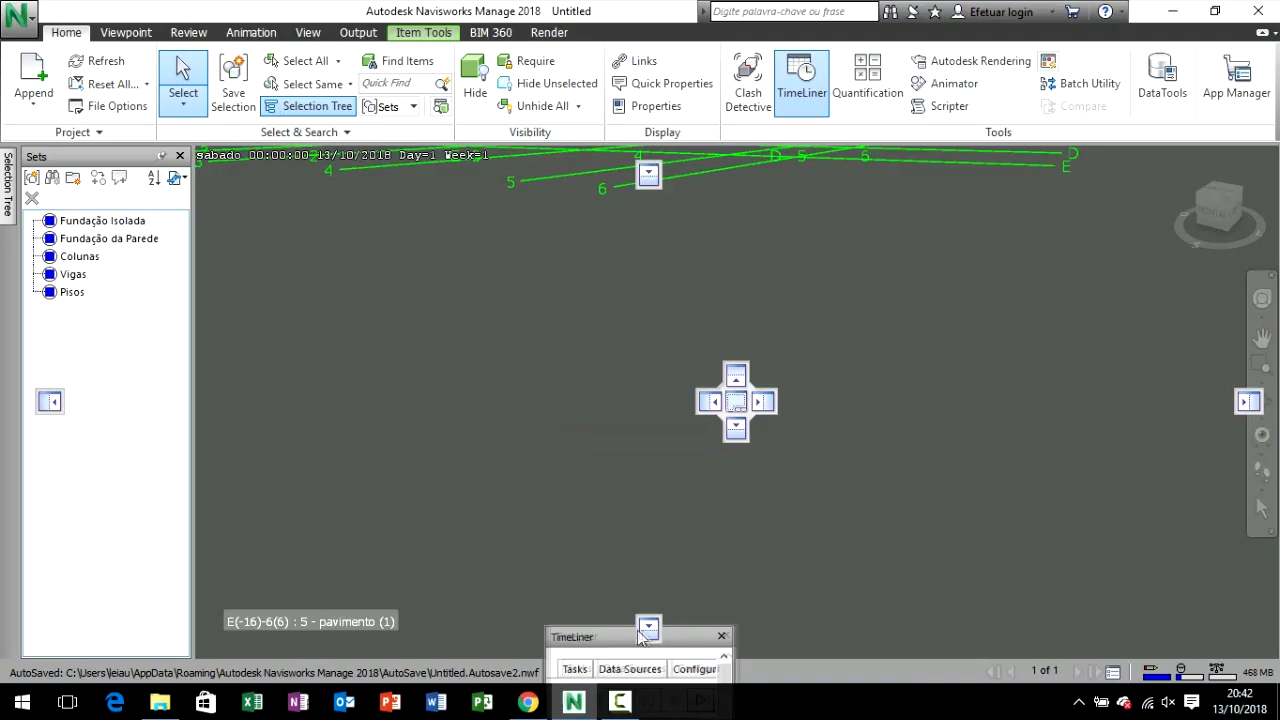 Autodesk Navisworks Manage 2018 Untitled
Digite palavra-chave ou frase
Efetuar login
Home Viewpoint Review Animation View Output Item Tools BIM 360 Render
Append
Refresh
Reset All...
File Options
Project
Select
Save Selection
Select All
Select Same
Selection Tree
Find Items
Quick Find
Sets
Select & Search
Hide
Require
Hide Unselected
Unhide All
Visibility
Links
Quick Properties
Properties
Display
Clash Detective
TimeLiner
Quantification
Autodesk Rendering
Animator
Scripter
Batch Utility
Compare
Tools
DataTools
App Manager
Selection Tree
Sets
Fundação Isolada
Fundação da Parede
Colunas
Vigas
Pisos
sábado 00:00:00 13/10/2018 Day=1 Week=1
4 5 6 4 D 5 6 D E
E(-16)-6(6) : 5 - pavimento (1)
TimeLiner
Tasks Data Sources Configur
AutoSaved: C:\Users\leiau\AppData\Roaming\Autodesk Navisworks Manage 2018\AutoSave\Untitled.Autosave2.nwf
1 of 1
468 MB
20:42
13/10/2018